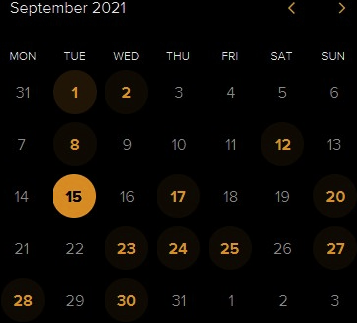 September 2021
MON TUE WED THU FRI SAT SUN
31 1 2 3 4 5 6
7 8 9 10 11 12 13
14 15 16 17 18 19 20
21 22 23 24 25 26 27
28 29 30 31 1 2 3